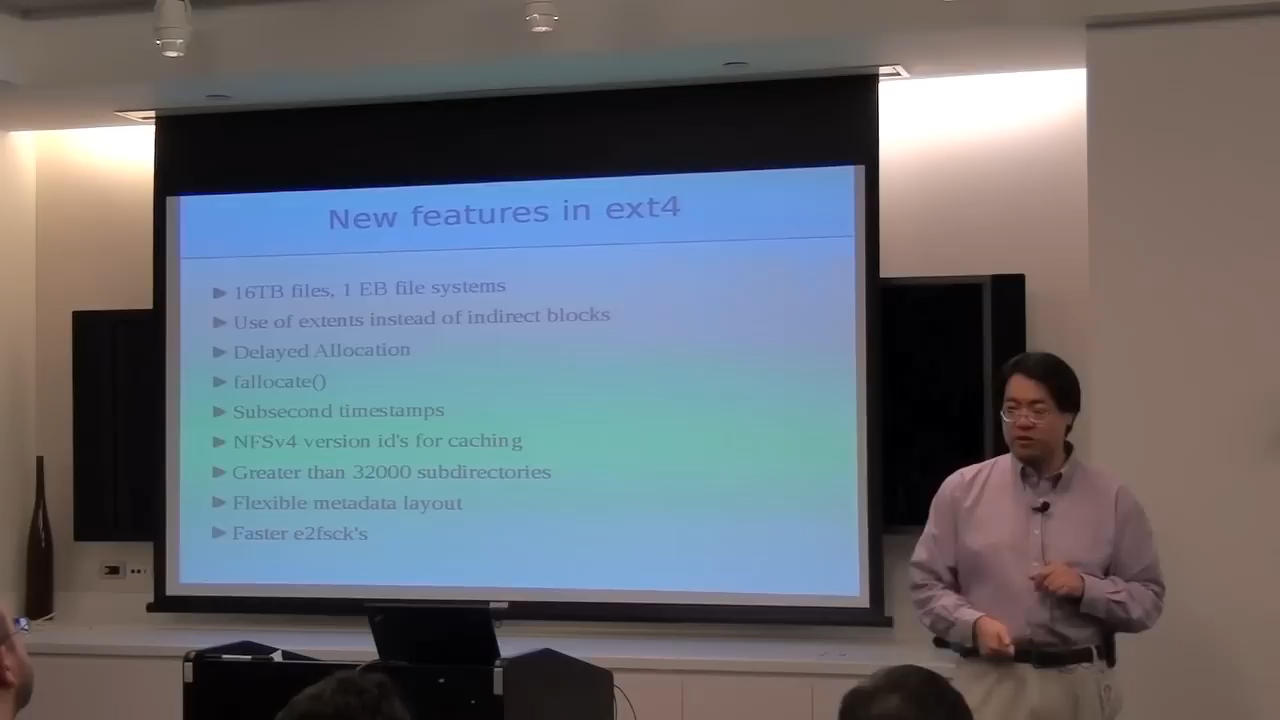 New features in ext4
16TB files, 1 EB file systems
Use of extents instead of indirect blocks
Delayed Allocation
fallocate()
Subsecond timestamps
NFSv4 version id's for caching
Greater than 32000 subdirectories
Flexible metadata layout
Faster e2fsck's